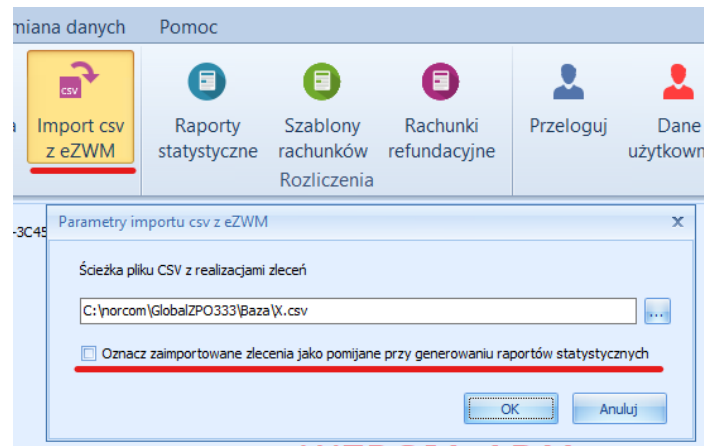 miana danych Pomoc
csv
Import csv
z eZWM
Raporty
statystyczne
Szablony
rachunków
Rachunki
refundacyjne
Przeloguj
Dane
Rozliczenia
-3C45
Parametry importu csv z eZWM
x
Ścieżka pliku CSV z realizacjami zleceń
C:\norcom\GlobalZPO333\Baza\X.csv
...
Oznacz zaimportowane zlecenia jako pomijane przy generowaniu raportów statystycznych
OK Anuluj